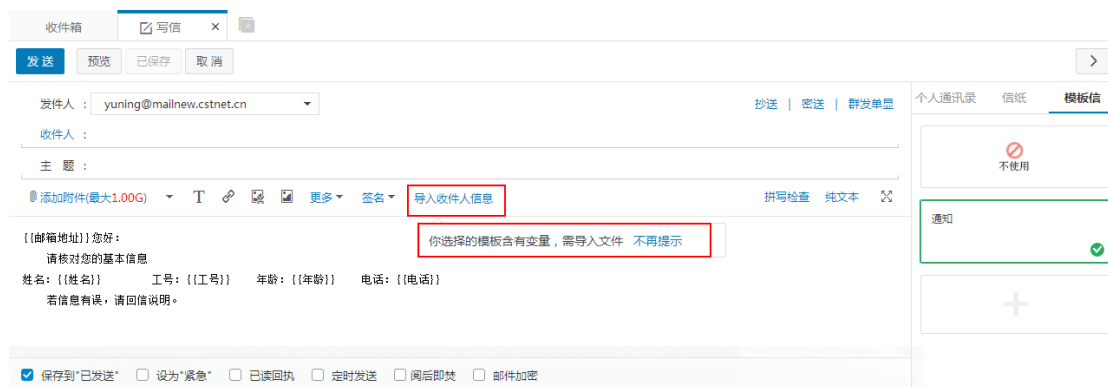 收件箱 写信 ×
发 送 预览 已保存 取 消 >
发件人 : yuning@mailnew.cstnet.cn 抄送 | 密送 | 群发单显
个人通讯录 信纸 模板信
收件人 :
不使用
主 题 :
添加附件(最大1.00G) T 更多 签名 导入收件人信息 拼写检查 纯文本
通知
{{邮箱地址}}您好:
你选择的模板含有变量,需导入文件 不再提示
请核对您的基本信息
姓名:{{姓名}} 工号:{{工号}} 年龄:{{年龄}} 电话:{{电话}}
若信息有误,请回信说明。
保存到"已发送" 设为"紧急" 已读回执 定时发送 阅后即焚 邮件加密